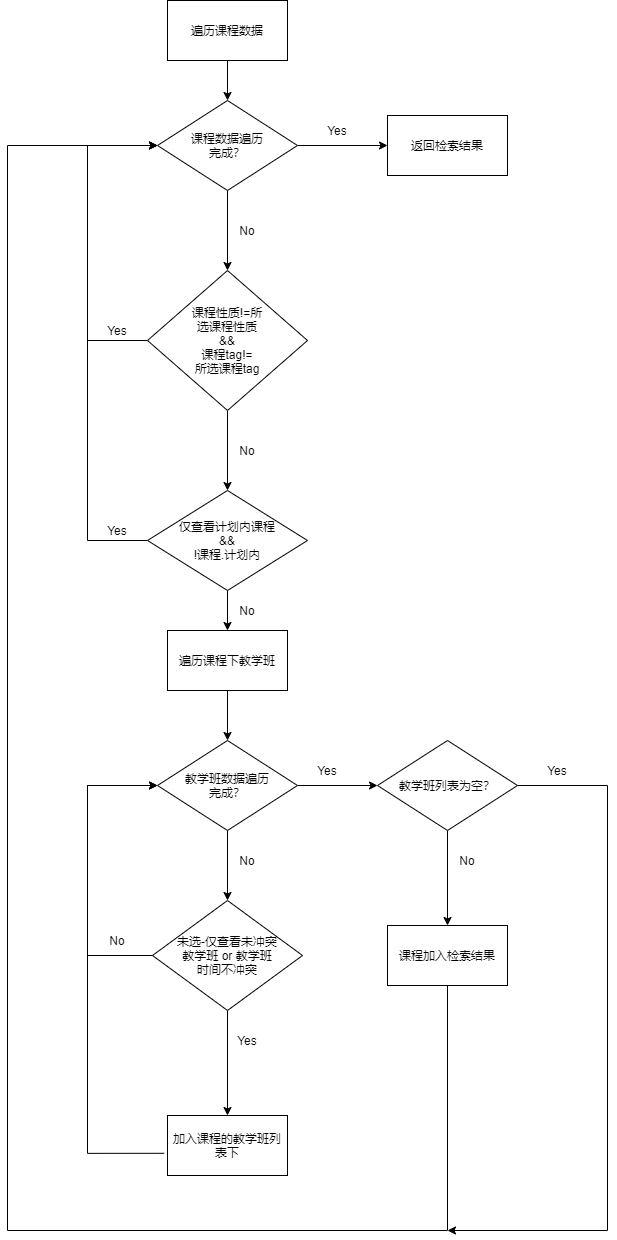 遍历课程数据
课程数据遍历
完成?
Yes
返回检索结果
No
课程性质!=所
选课程性质
&&
课程tag!=
所选课程tag
Yes
No
仅查看计划内课程
&&
!课程.计划内
Yes
No
遍历课程下教学班
教学班数据遍历
完成?
Yes
教学班列表为空?
Yes
No
No
未选-仅查看未冲突
教学班 or 教学班
时间不冲突
No
课程加入检索结果
Yes
加入课程的教学班列
表下